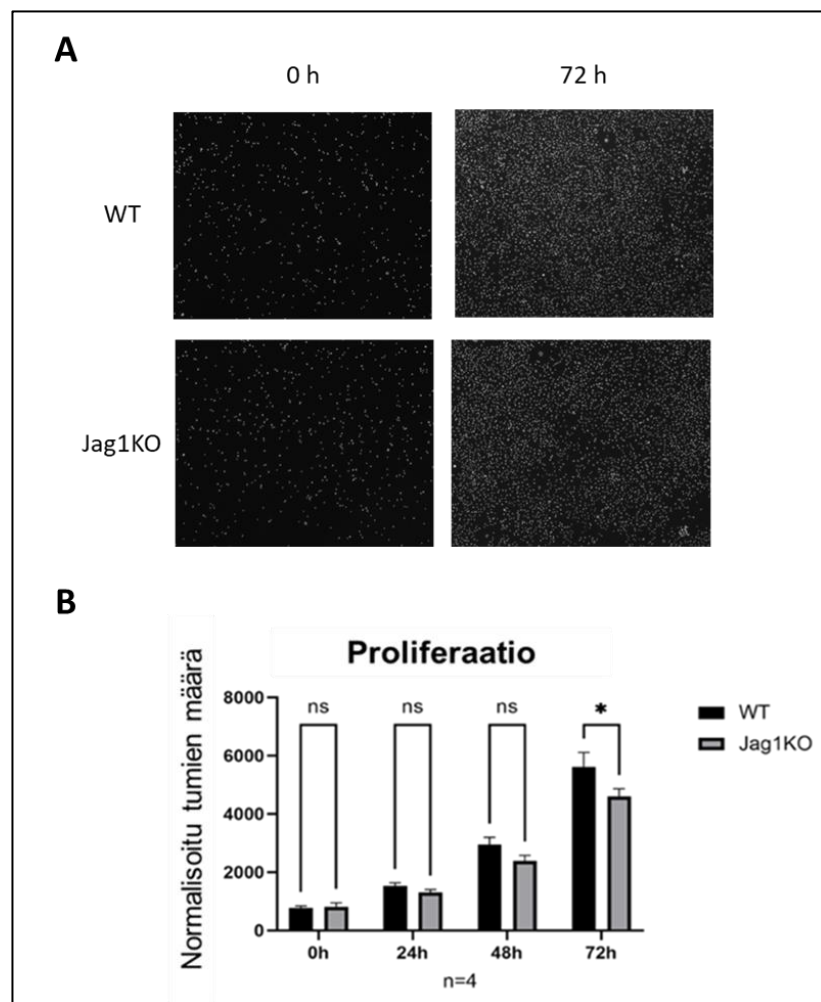 A
0 h 72 h
WT
Jag1KO
B
Proliferaatio
Normalisoitu tumien määrä
8000
6000
4000
2000
0
ns ns ns *
0h 24h 48h 72h
n=4
WT
Jag1KO